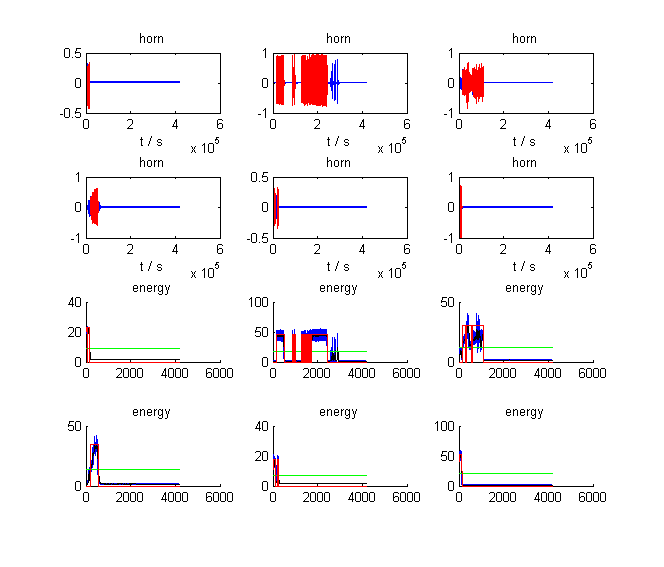 horn horn horn
0.5 1 1
0 0 0
-0.5 -1 -1
0 2 4 6 0 2 4 6 0 2 4 6
t / s t / s t / s
x 10^5 x 10^5 x 10^5
horn horn horn
1 0.5 1
0 0 0
-1 -0.5 -1
0 2 4 6 0 2 4 6 0 2 4 6
t / s t / s t / s
x 10^5 x 10^5 x 10^5
energy energy energy
40 100 50
20 50
0 0 0
0 2000 4000 6000 0 2000 4000 6000 0 2000 4000 6000
energy energy energy
50 40 100
20 50
0 0 0
0 2000 4000 6000 0 2000 4000 6000 0 2000 4000 6000